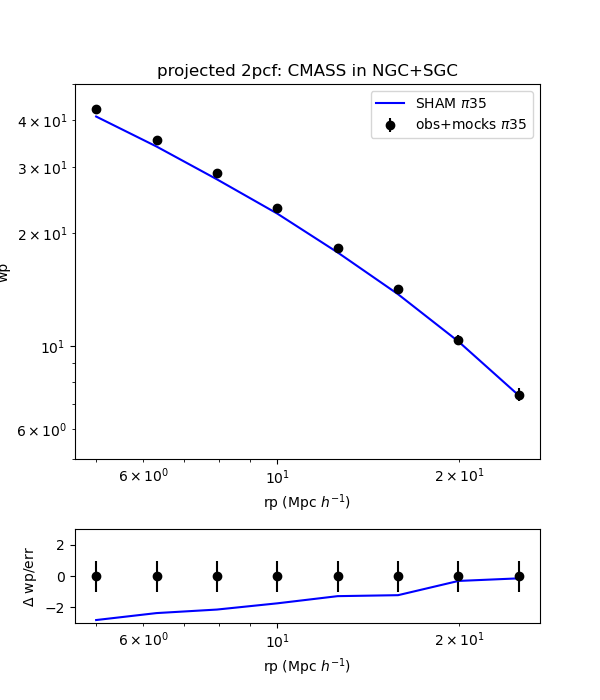 projected 2pcf: CMASS in NGC+SGC
SHAM π35
obs+mocks π35
4 × 10¹
3 × 10¹
2 × 10¹
10¹
6 × 10⁰
wp
6 × 10⁰
10¹
2 × 10¹
rp (Mpc h⁻¹)
2
0
−2
Δ wp/err
6 × 10⁰
10¹
2 × 10¹
rp (Mpc h⁻¹)